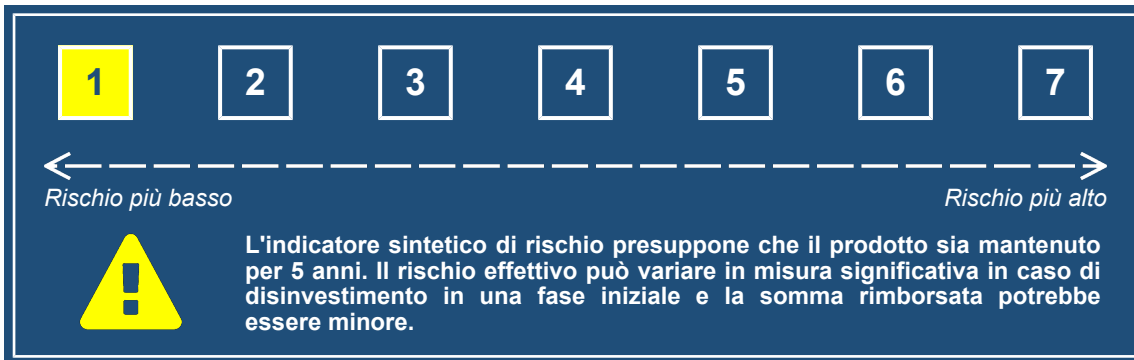 1 2 3 4 5 6 7
Rischio più basso Rischio più alto
L'indicatore sintetico di rischio presuppone che il prodotto sia mantenuto
per 5 anni. Il rischio effettivo può variare in misura significativa in caso di
disinvestimento in una fase iniziale e la somma rimborsata potrebbe
essere minore.